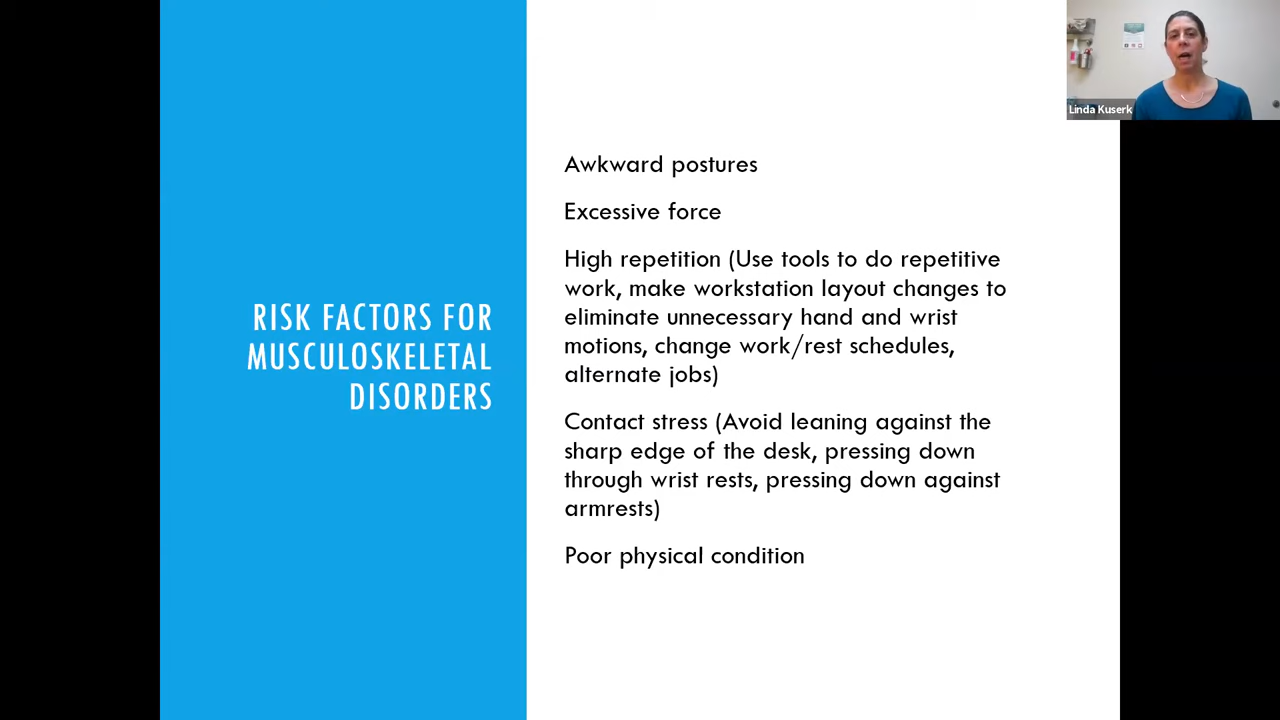 RISK FACTORS FOR
MUSCULOSKELETAL
DISORDERS
Awkward postures
Excessive force
High repetition (Use tools to do repetitive
work, make workstation layout changes to
eliminate unnecessary hand and wrist
motions, change work/rest schedules,
alternate jobs)
Contact stress (Avoid leaning against the
sharp edge of the desk, pressing down
through wrist rests, pressing down against
armrests)
Poor physical condition
Linda Kuserk